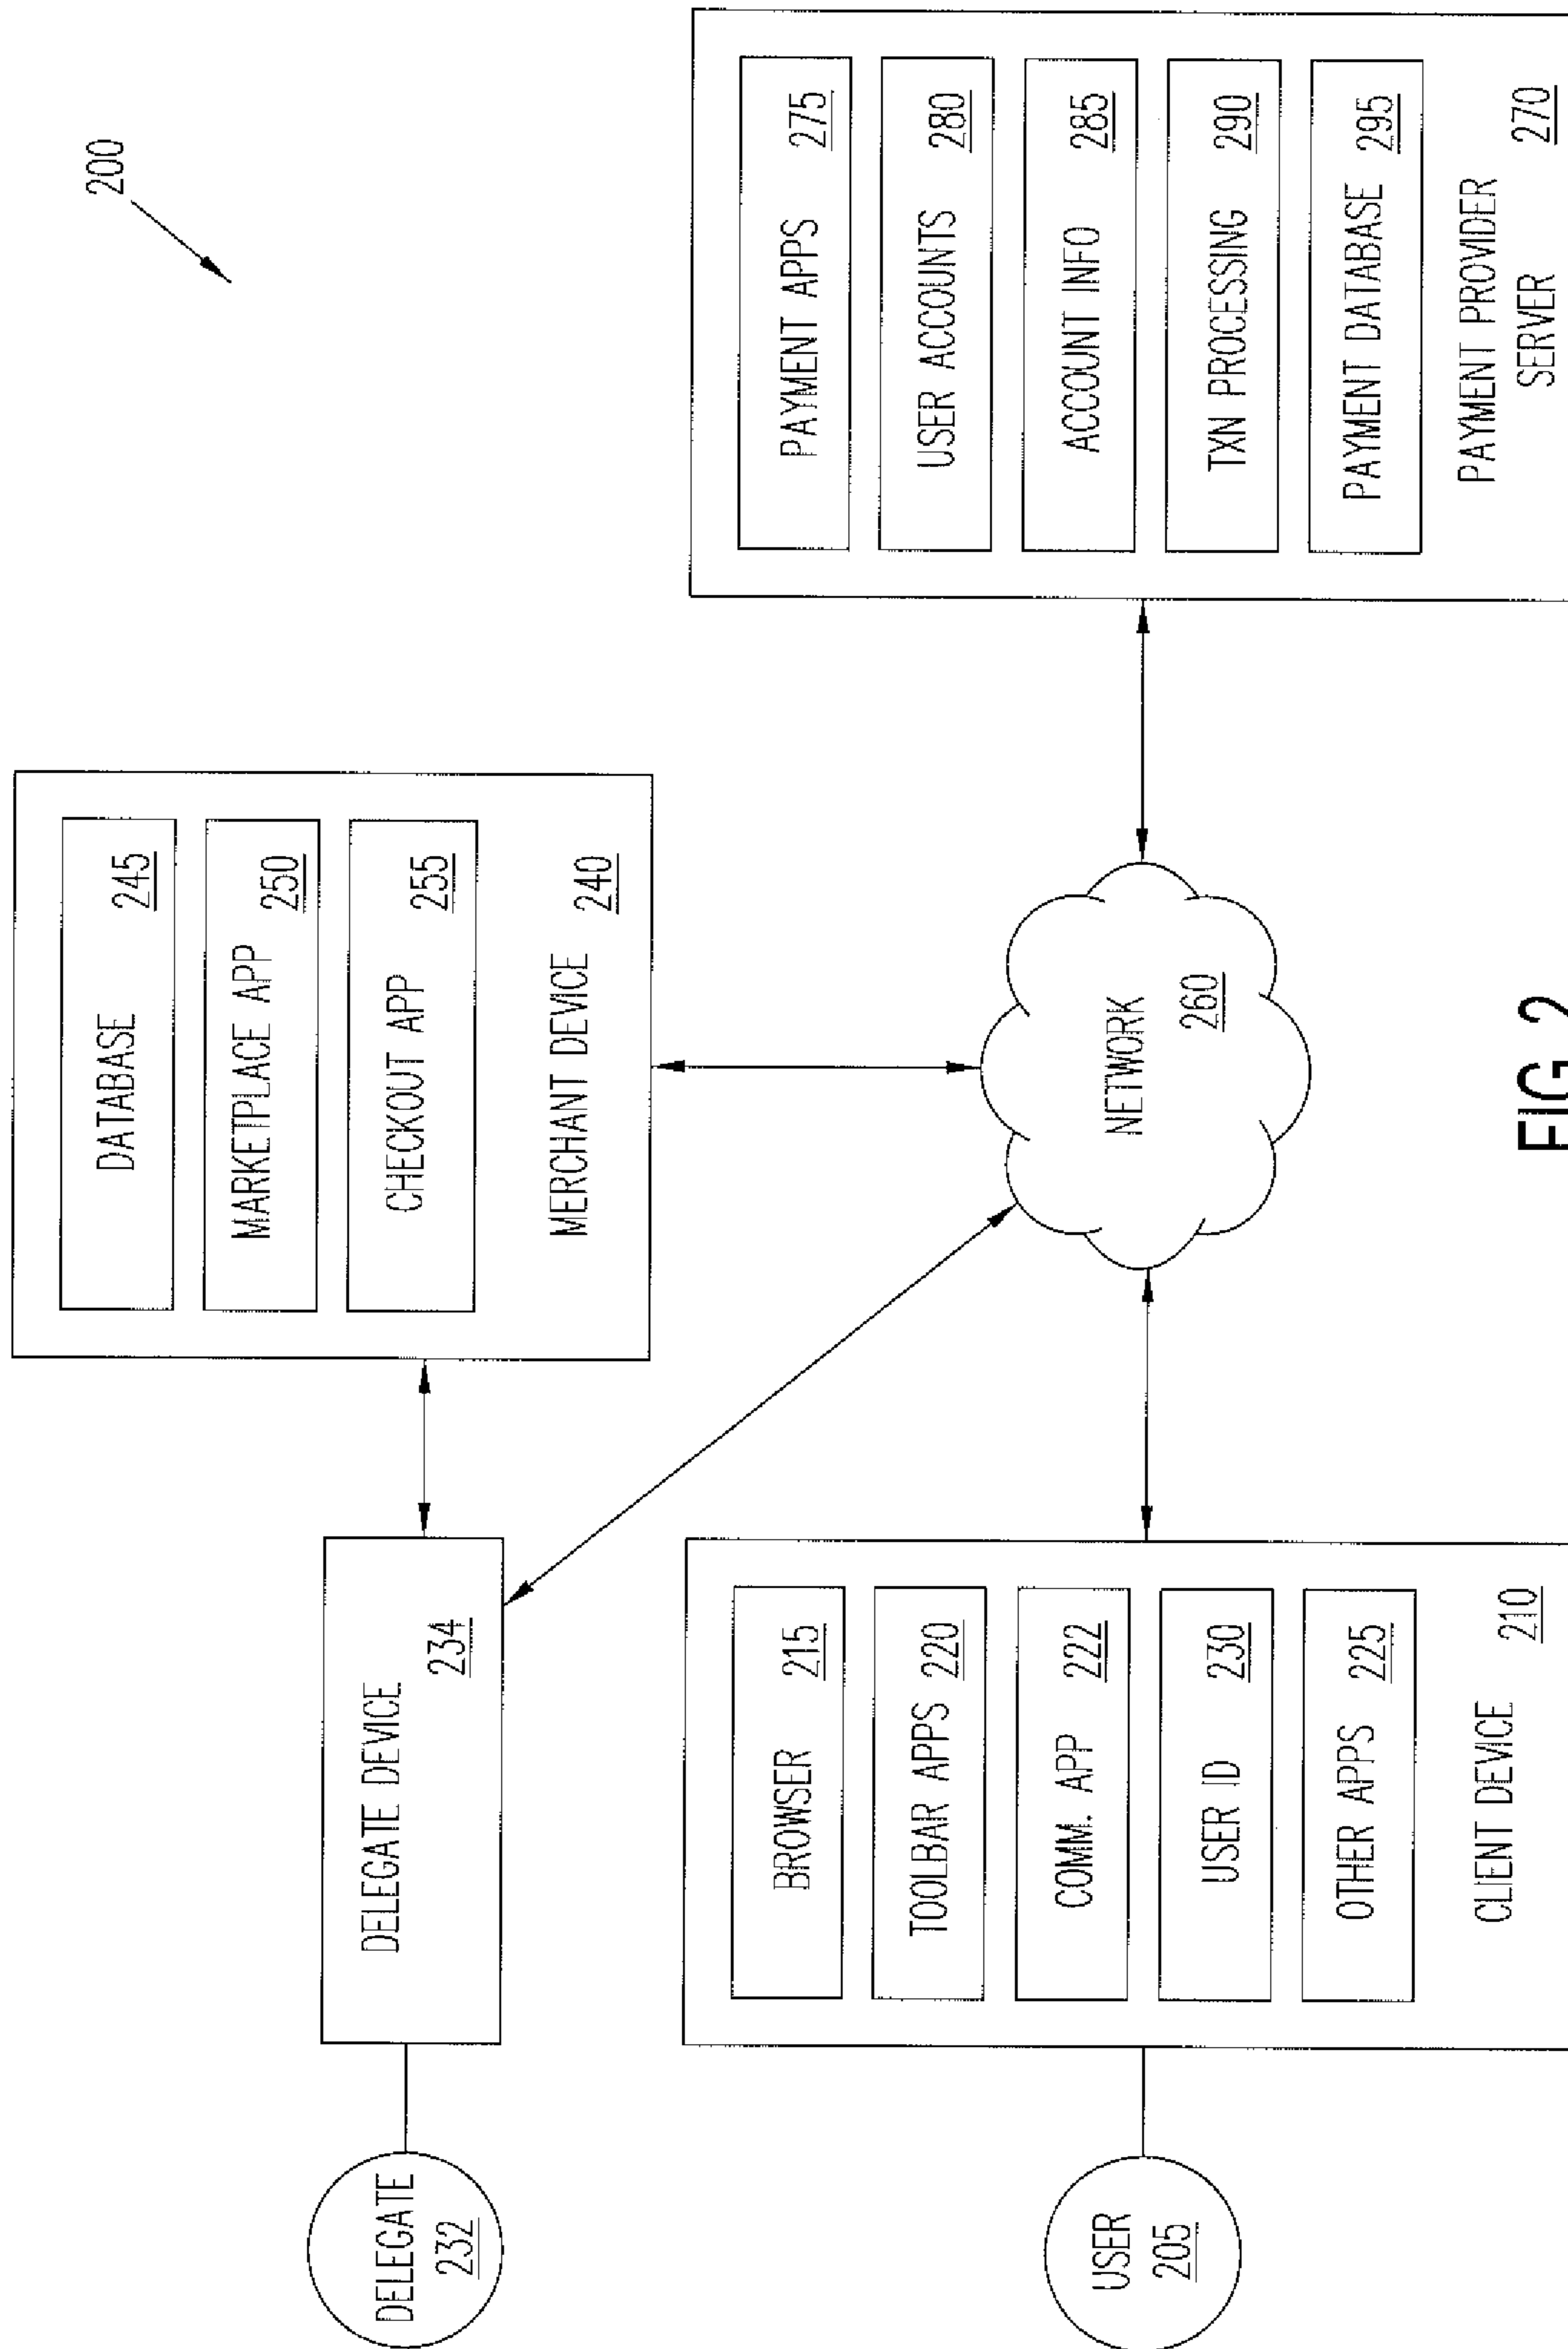 200
DELEGATE
232
DELEGATE DEVICE
234
DATABASE
245
MARKETPLACE APP
250
CHECKOUT APP
255
MERCHANT DEVICE
240
USER
205
BROWSER
215
TOOLBAR APPS
220
COMM. APP
222
USER ID
230
OTHER APPS
225
CLIENT DEVICE
210
NETWORK
260
PAYMENT APPS
275
USER ACCOUNTS
280
ACCOUNT INFO
285
TXN PROCESSING
290
PAYMENT DATABASE
295
PAYMENT PROVIDER
SERVER
270
FIG.2